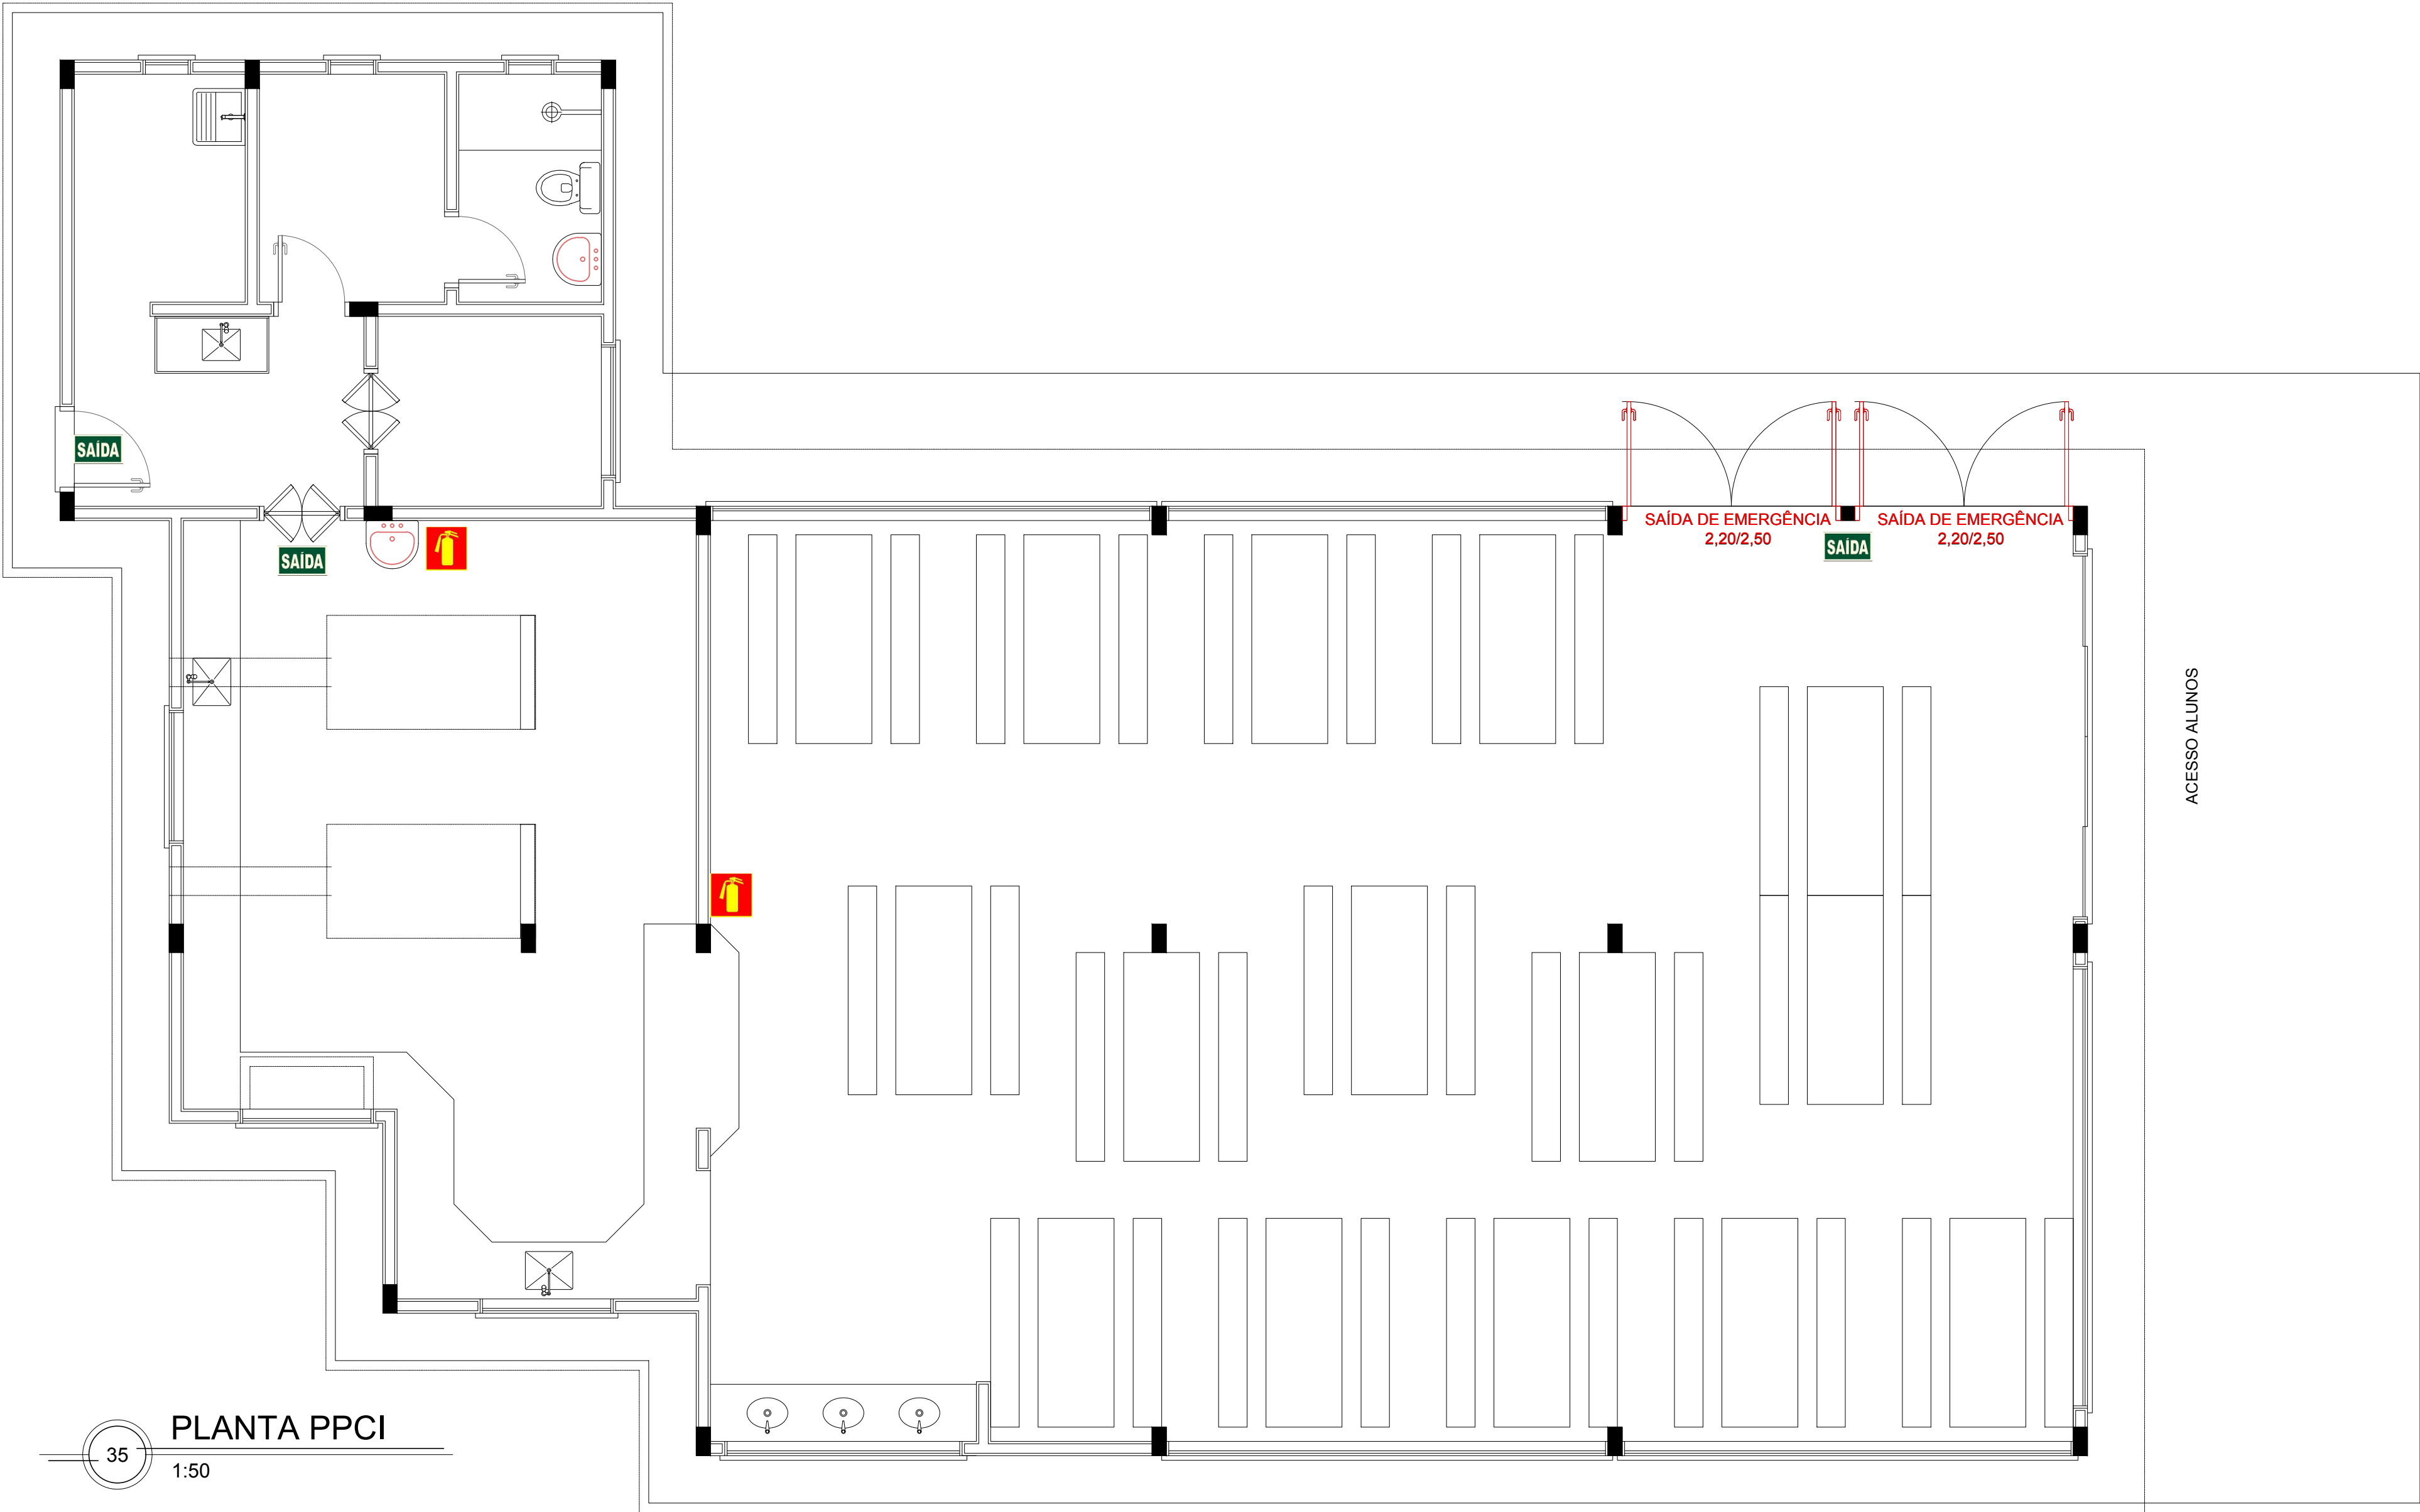 SAÍDA
SAÍDA
SAÍDA DE EMERGÊNCIA
2,20/2,50
SAÍDA DE EMERGÊNCIA
2,20/2,50
SAÍDA
ACESSO ALUNOS
35
PLANTA PPCI
1:50